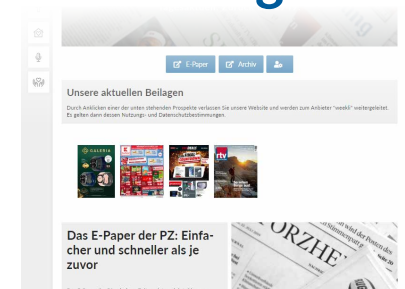 E-Paper
Archiv
Unsere aktuellen Beilagen
Durch Anklicken einer der unten stehenden Prospekte verlassen Sie unsere Website und werden zum Anbieter "weekli" weitergeleitet.
Es gelten dann dessen Nutzungs- und Datenschutzbestimmungen.
GALERIA
rtv
Das E-Paper der PZ: Einfa-
cher und schneller als je
zuvor
ORZHE